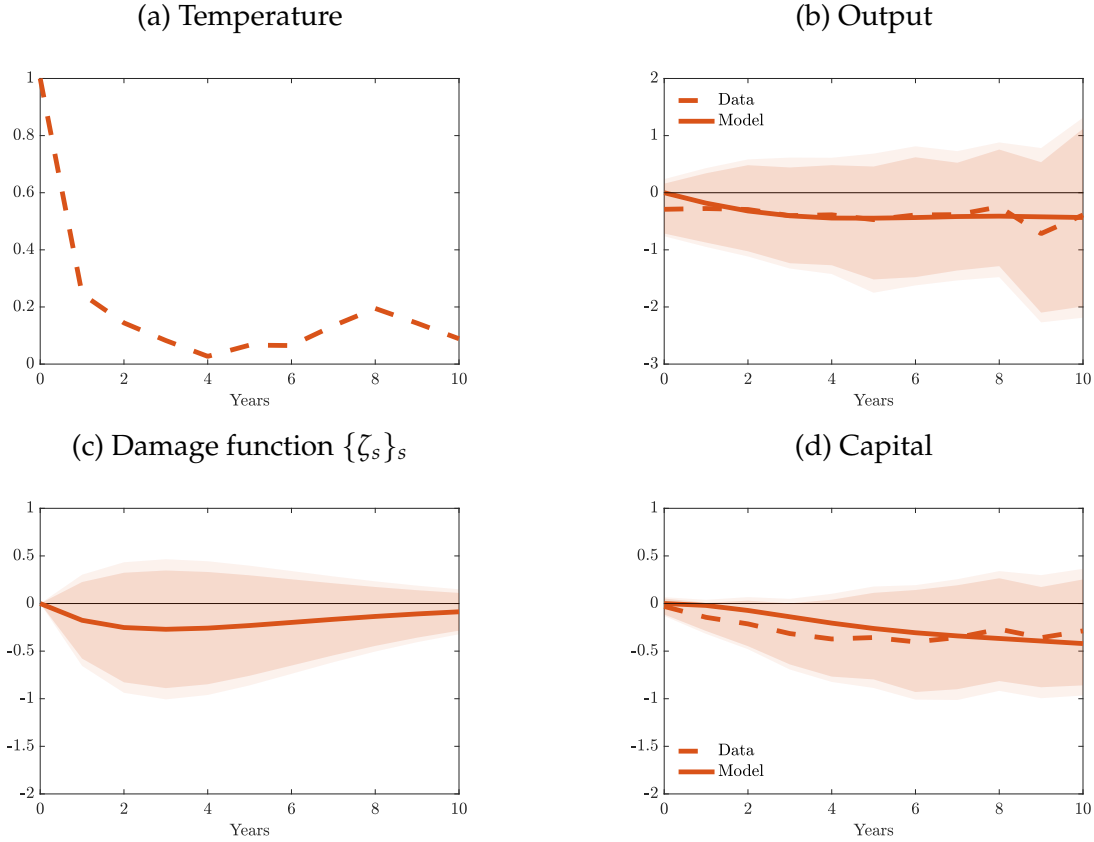 (a) Temperature
1
0.8
0.6
0.4
0.2
0
0 2 4 6 8 10
Years
(b) Output
2
1
0
-1
-2
-3
Data
Model
0 2 4 6 8 10
Years
(c) Damage function {ζₛ}ₛ
1
0.5
0
-0.5
-1
-1.5
-2
0 2 4 6 8 10
Years
(d) Capital
1
0.5
0
-0.5
-1
-1.5
-2
Data
Model
0 2 4 6 8 10
Years